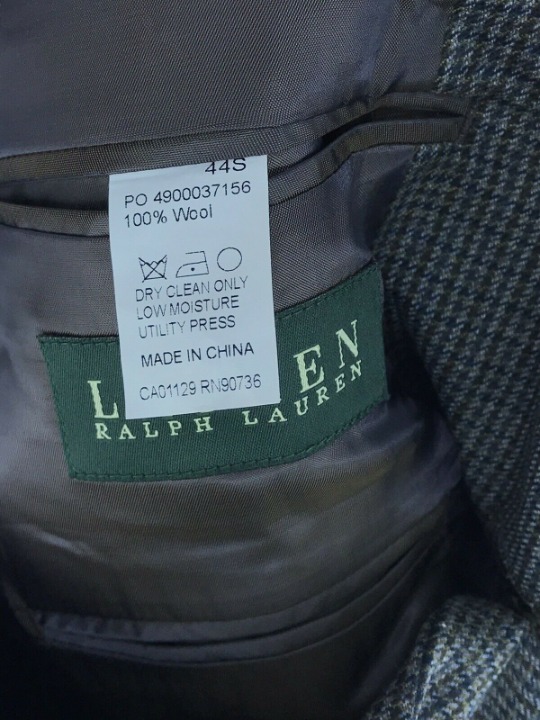 44S
PO 4900037156
100% Wool
DRY CLEAN ONLY
LOW MOISTURE
UTILITY PRESS
MADE IN CHINA
CA01129 RN90736
L EN
RALPH LAUREN